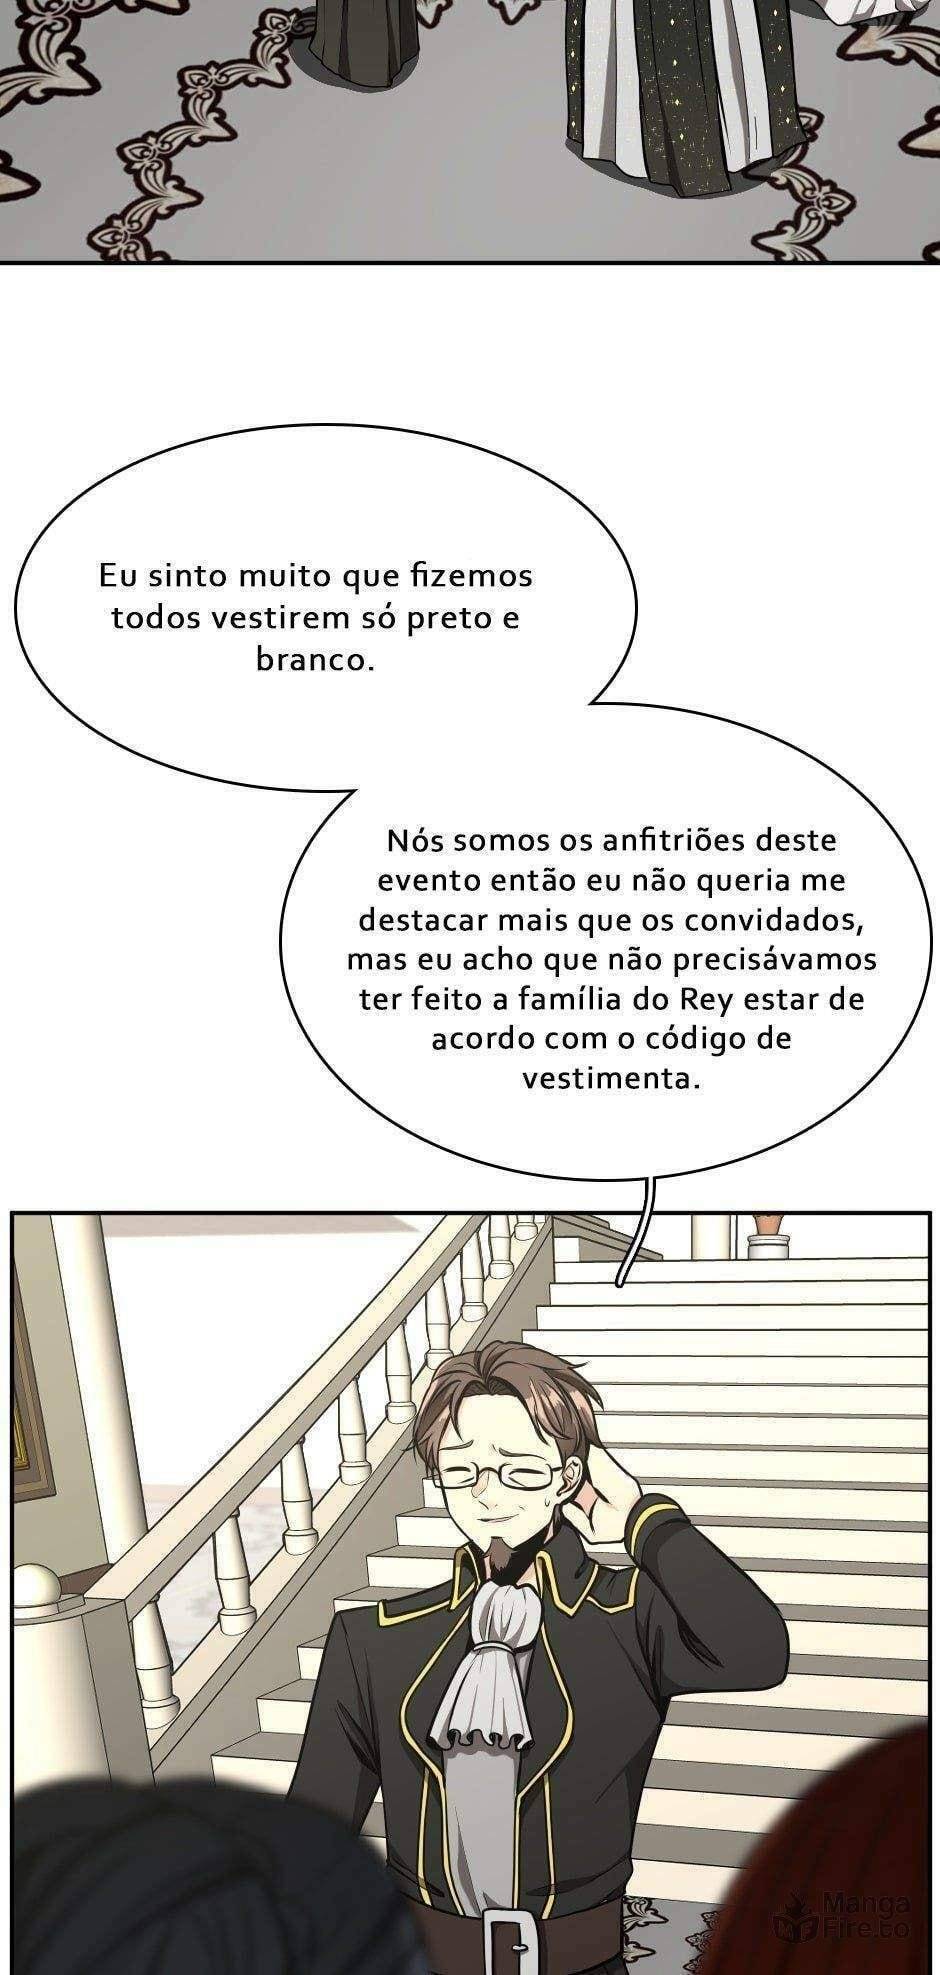 Eu sinto muito que fizemos
todos vestirem só preto e
branco.
Nós somos os anfitriões deste
evento então eu não queria me
destacar mais que os convidados,
mas eu acho que não precisávamos
ter feito a família do Rey estar de
acordo com o código de
vestimenta.
Manga
Fire.to